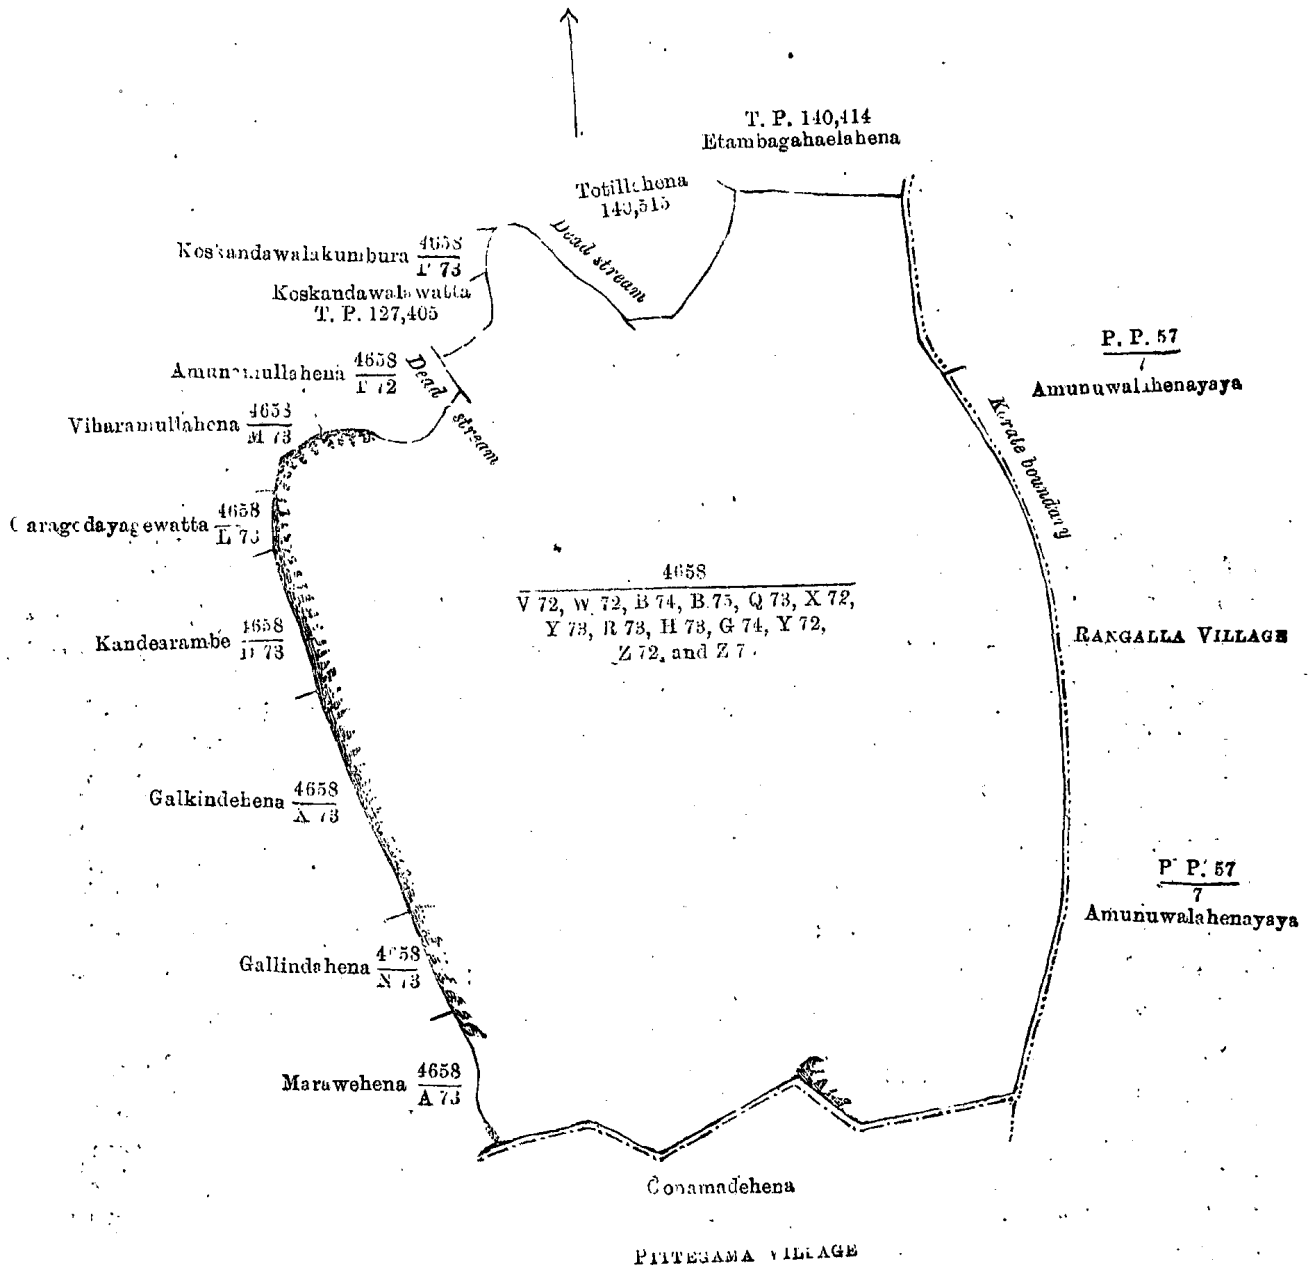 T. P. 140,414
Etambagahaelahena
Totillahena
140,515
Dead stream
Koskandawalakumbura 4658
73
Koskandawalawatta
T. P. 127,405
4658
72
Dead stream
Viharamullahena 4658
M 73
P. P. 57
Amunuwalahenayaya
Korale boundary
4658
L 73
Kandearambe 4658
73
4658
V 72, W 72, B 74, B 75, Q 73, X 72,
Y 73, R 73, H 73, G 74, Y 72,
Z 72, and Z
RANGALLA VILLAGE
Galkindehena 4658
73
P. P. 57
7
Amunuwalahenayaya
Gallindahena 4658
N 73
Marawehena 4658
A 73
Conamadehena
VILLAGE